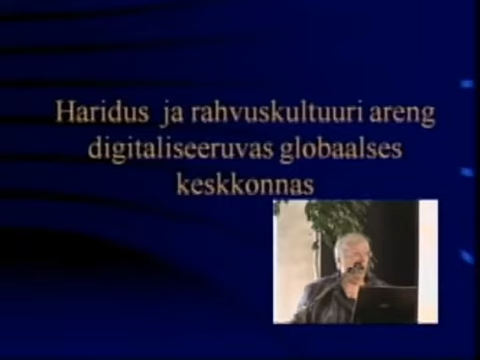 Haridus ja rahvuskultuuri areng
digitaliseeruvas globaalses
keskkonnas